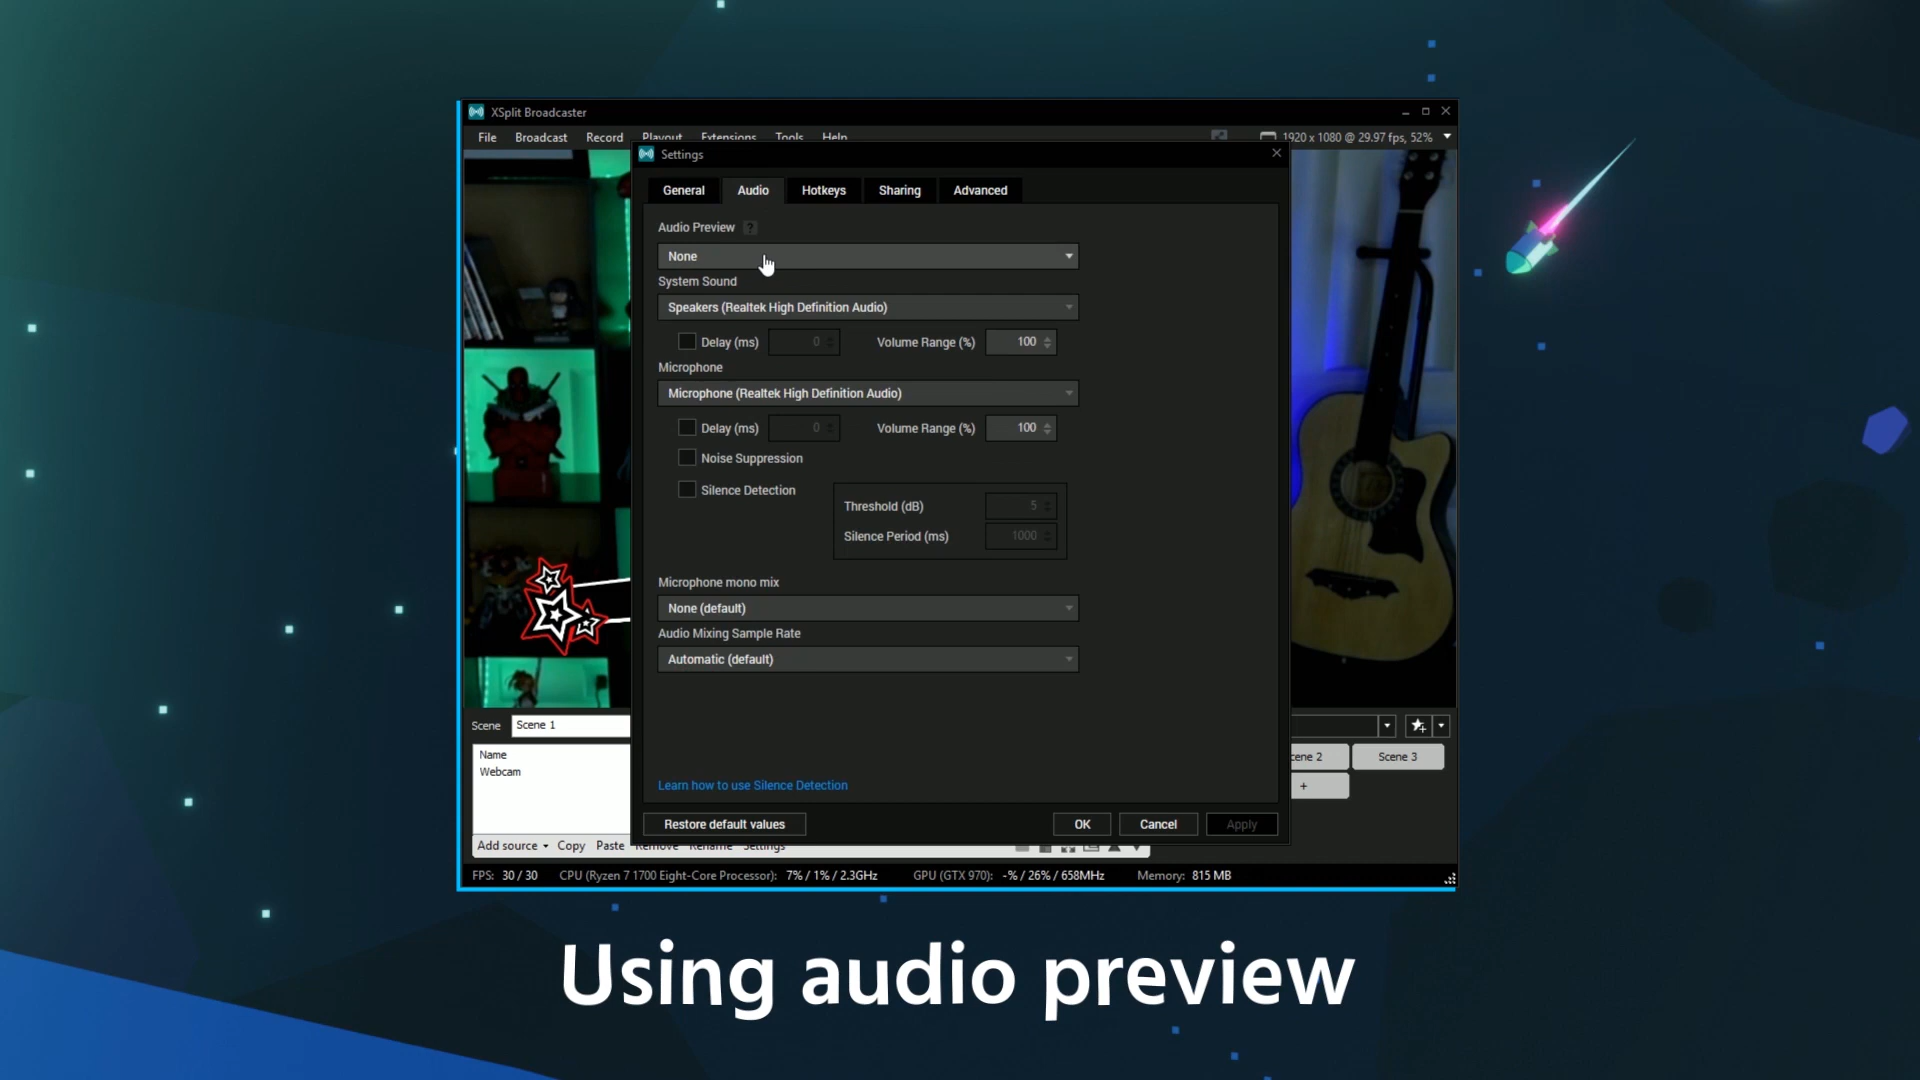 XSplit Broadcaster
File Broadcast Record Playout Extensions Tools Help 1920 x 1080 @ 29.97 fps, 52%
Settings
General Audio Hotkeys Sharing Advanced
Audio Preview ?
None
System Sound
Speakers (Realtek High Definition Audio)
Delay (ms) 0 Volume Range (%) 100
Microphone
Microphone (Realtek High Definition Audio)
Delay (ms) 0 Volume Range (%) 100
Noise Suppression
Silence Detection
Threshold (dB) 5
Silence Period (ms) 1000
Microphone mono mix
None (default)
Audio Mixing Sample Rate
Automatic (default)
Learn how to use Silence Detection
Restore default values OK Cancel Apply
Scene Scene 1
Name
Webcam
cene 2 Scene 3
+
Add source Copy Paste Remove Rename Settings
FPS: 30 / 30 CPU (Ryzen 7 1700 Eight-Core Processor): 7% / 1% / 2.3GHz GPU (GTX 970): -% / 26% / 658MHz Memory: 815 MB
Using audio preview